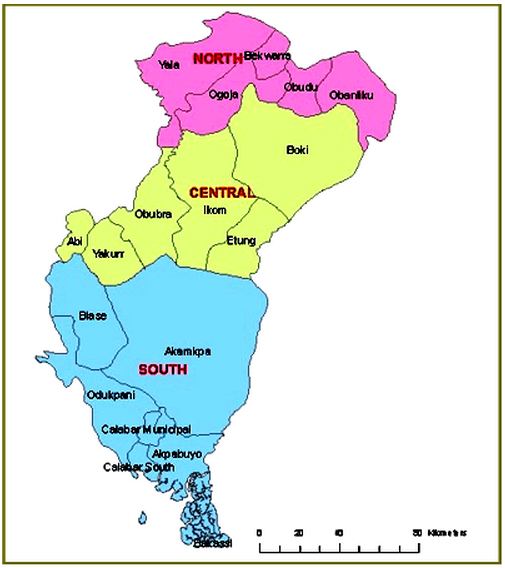 NORTH
Yala
Bekwarra
Obudu
Obanliku
Ogoja
Boki
CENTRAL
Ikom
Obubra
Etung
Abi
Yakurr
Biase
Akamkpa
SOUTH
Odukpani
Calabar Municipal
Akpabuyo
Calabar South
Bakassi
0 20 40 80 Kilometers